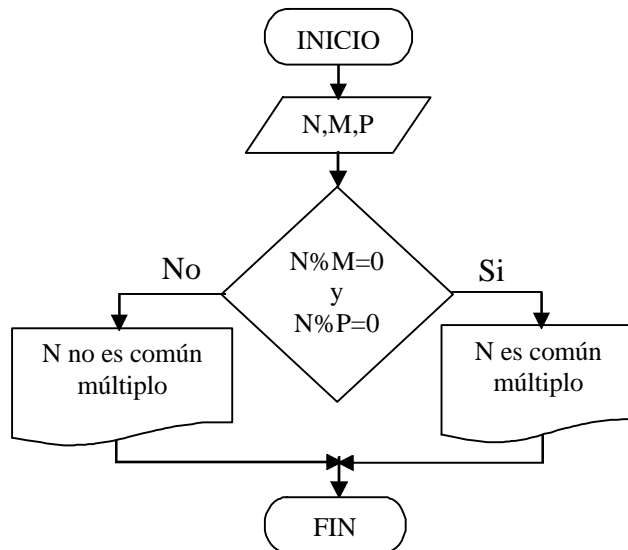 INICIO
N,M,P
N%M=0
y
N%P=0
No
Si
N no es común
múltiplo
N es común
múltiplo
FIN